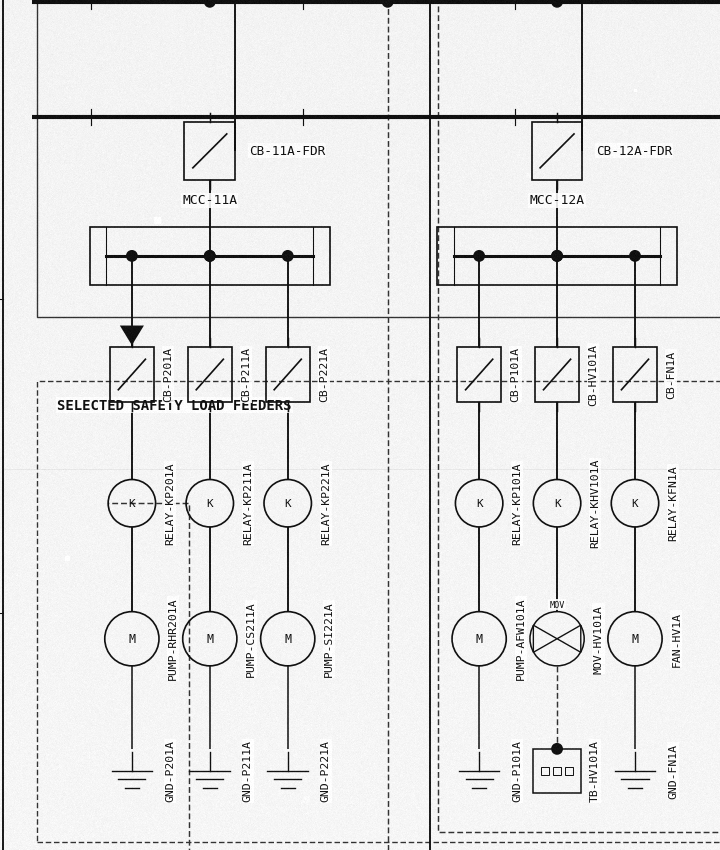 CB-11A-FDR
CB-12A-FDR
MCC-11A
MCC-12A
CB-P201A
CB-P211A
CB-P221A
CB-P101A
CB-HV101A
CB-FN1A
SELECTED SAFETY LOAD FEEDERS
K
RELAY-KP201A
K
RELAY-KP211A
K
RELAY-KP221A
K
RELAY-KP101A
K
RELAY-KHV101A
K
RELAY-KFN1A
M
PUMP-RHR201A
M
PUMP-CS211A
M
PUMP-SI221A
M
PUMP-AFW101A
MOV
MOV-HV101A
M
FAN-HV1A
GND-P201A
GND-P211A
GND-P221A
GND-P101A
TB-HV101A
GND-FN1A